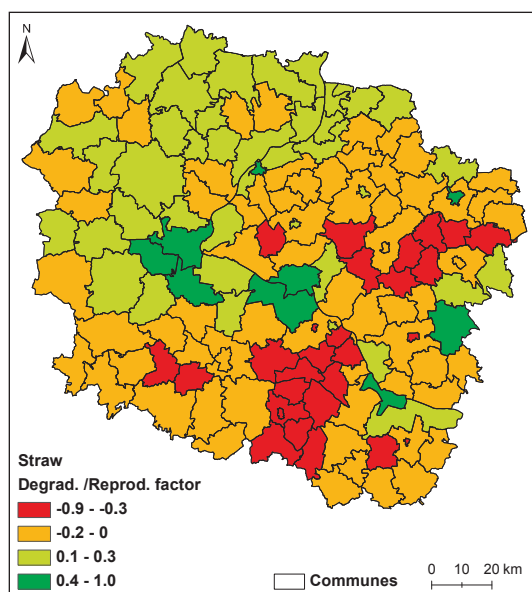 N
Straw
Degrad. /Reprod. factor
-0.9 - -0.3
-0.2 - 0
0.1 - 0.3
0.4 - 1.0
Communes
0 10 20 km